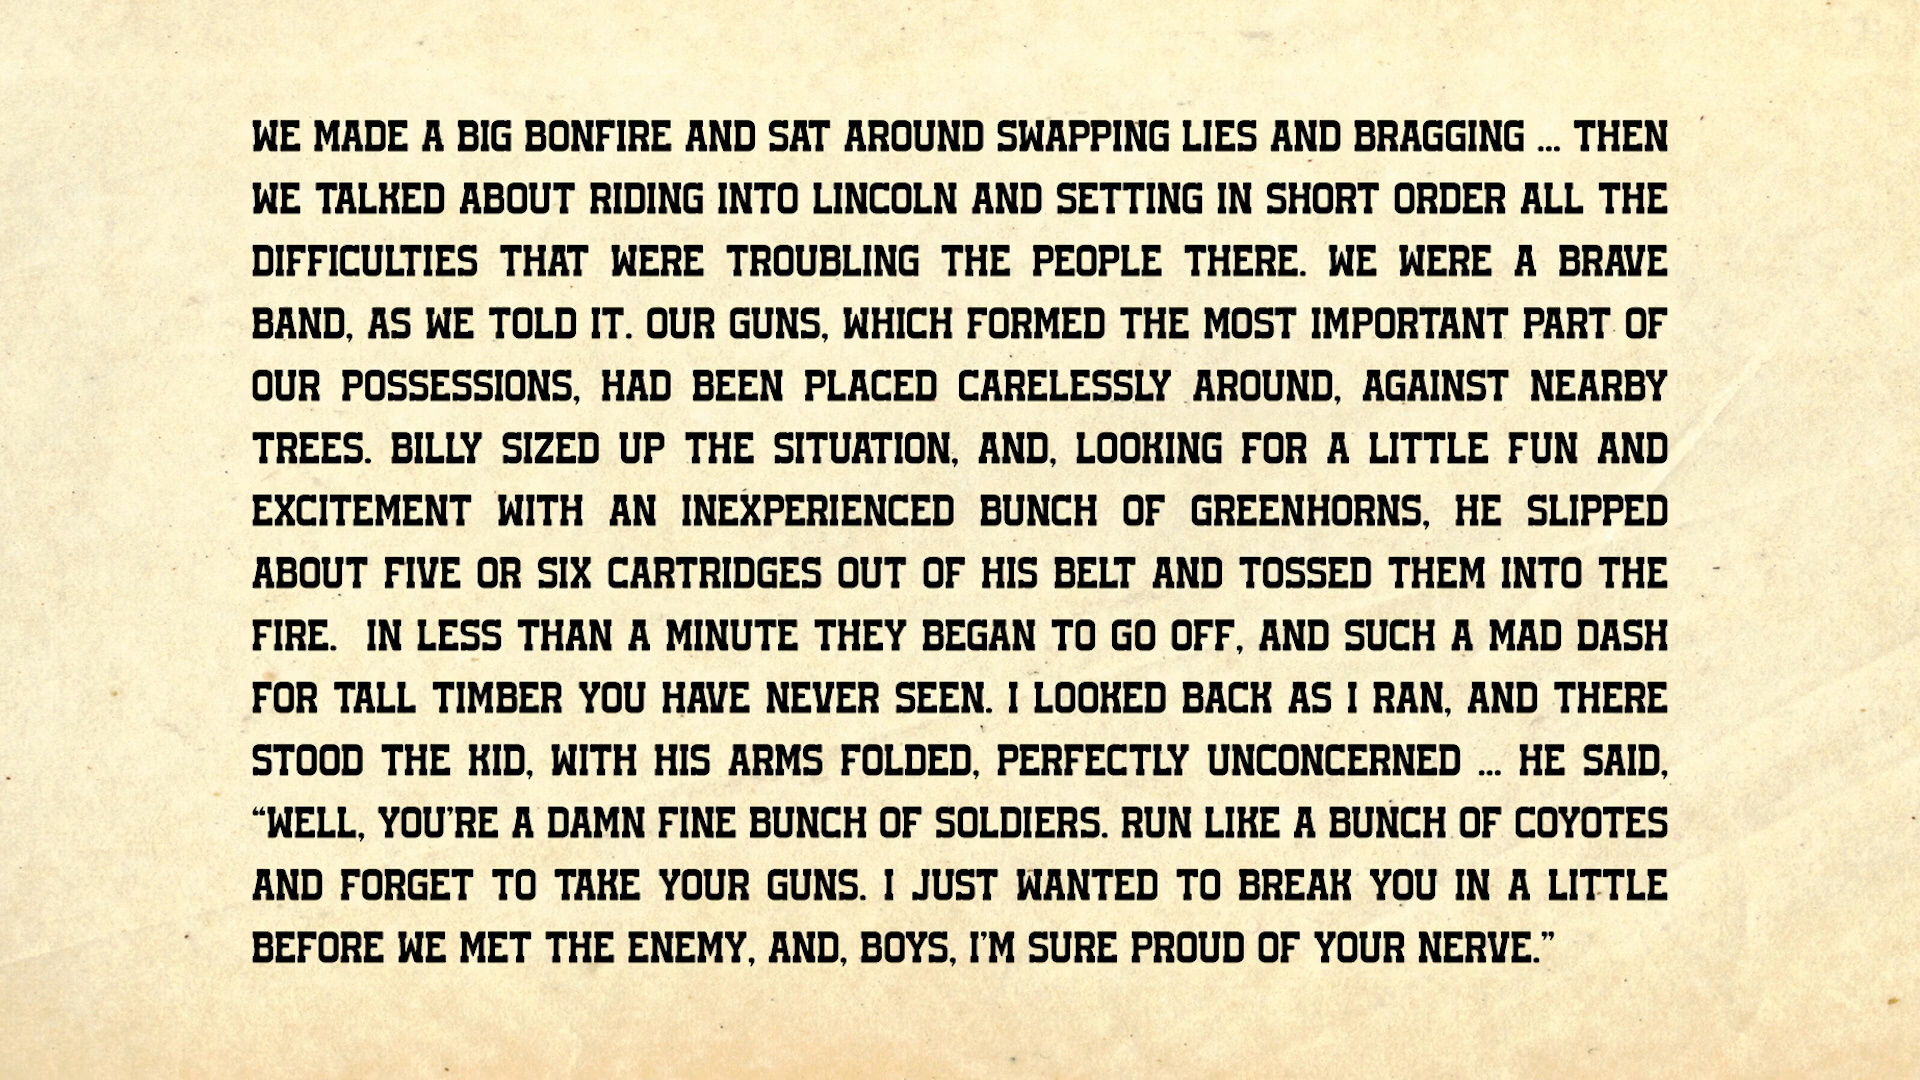 WE MADE A BIG BONFIRE AND SAT AROUND SWAPPING LIES AND BRAGGING ... THEN
WE TALKED ABOUT RIDING INTO LINCOLN AND SETTING IN SHORT ORDER ALL THE
DIFFICULTIES THAT WERE TROUBLING THE PEOPLE THERE. WE WERE A BRAVE
BAND, AS WE TOLD IT. OUR GUNS, WHICH FORMED THE MOST IMPORTANT PART OF
OUR POSSESSIONS, HAD BEEN PLACED CARELESSLY AROUND, AGAINST NEARBY
TREES. BILLY SIZED UP THE SITUATION, AND, LOOKING FOR A LITTLE FUN AND
EXCITEMENT WITH AN INEXPERIENCED BUNCH OF GREENHORNS, HE SLIPPED
ABOUT FIVE OR SIX CARTRIDGES OUT OF HIS BELT AND TOSSED THEM INTO THE
FIRE.  IN LESS THAN A MINUTE THEY BEGAN TO GO OFF, AND SUCH A MAD DASH
FOR TALL TIMBER YOU HAVE NEVER SEEN. I LOOKED BACK AS I RAN, AND THERE
STOOD THE KID, WITH HIS ARMS FOLDED, PERFECTLY UNCONCERNED ... HE SAID,
“WELL, YOU’RE A DAMN FINE BUNCH OF SOLDIERS. RUN LIKE A BUNCH OF COYOTES
AND FORGET TO TAKE YOUR GUNS. I JUST WANTED TO BREAK YOU IN A LITTLE
BEFORE WE MET THE ENEMY, AND, BOYS, I’M SURE PROUD OF YOUR NERVE.”